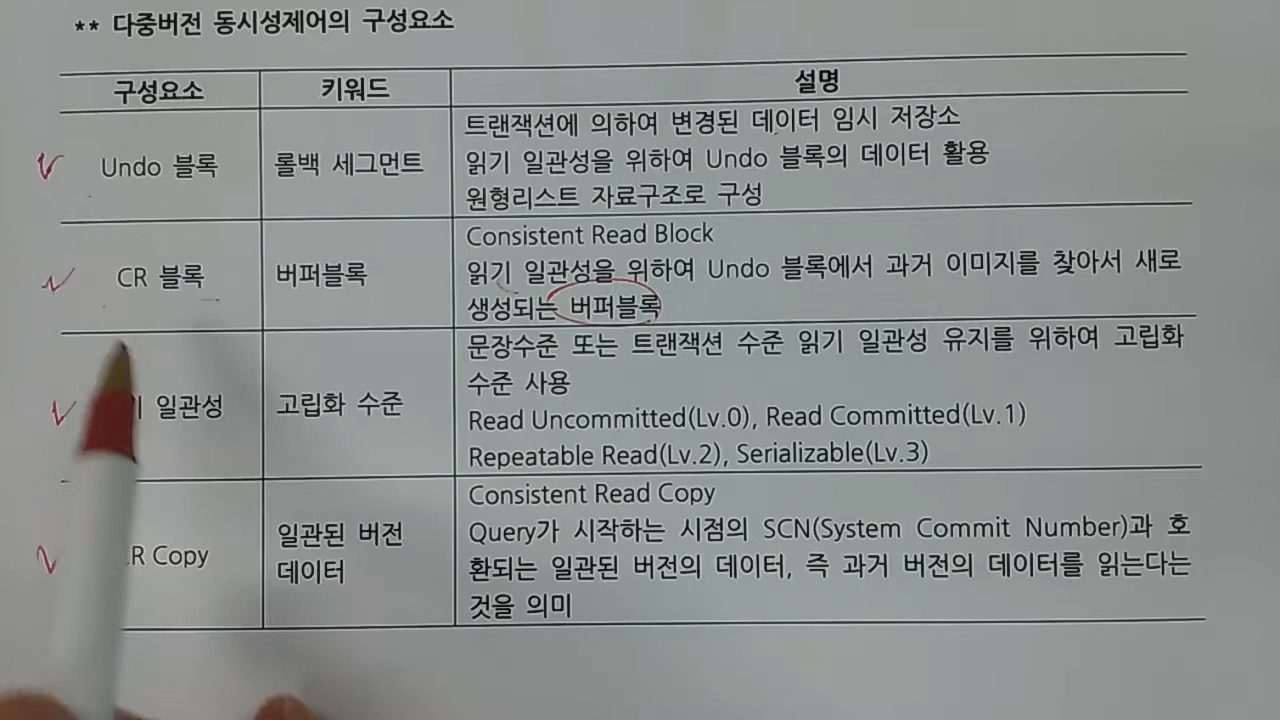 ** 다중버전 동시성제어의 구성요소
구성요소 키워드 설명
트랜잭션에 의하여 변경된 데이터 임시 저장소
Undo 블록 롤백 세그먼트 읽기 일관성을 위하여 Undo 블록의 데이터 활용
원형리스트 자료구조로 구성
Consistent Read Block
CR 블록 버퍼블록 읽기 일관성을 위하여 Undo 블록에서 과거 이미지를 찾아서 새로
생성되는 버퍼블록
문장수준 또는 트랜잭션 수준 읽기 일관성 유지를 위하여 고립화
수준 사용
일관성 고립화 수준
Read Uncommitted(Lv.0), Read Committed(Lv.1)
Repeatable Read(Lv.2), Serializable(Lv.3)
Consistent Read Copy
일관된 버전 Query가 시작하는 시점의 SCN(System Commit Number)과 호
Copy 데이터 환되는 일관된 버전의 데이터, 즉 과거 버전의 데이터를 읽는다는
것을 의미